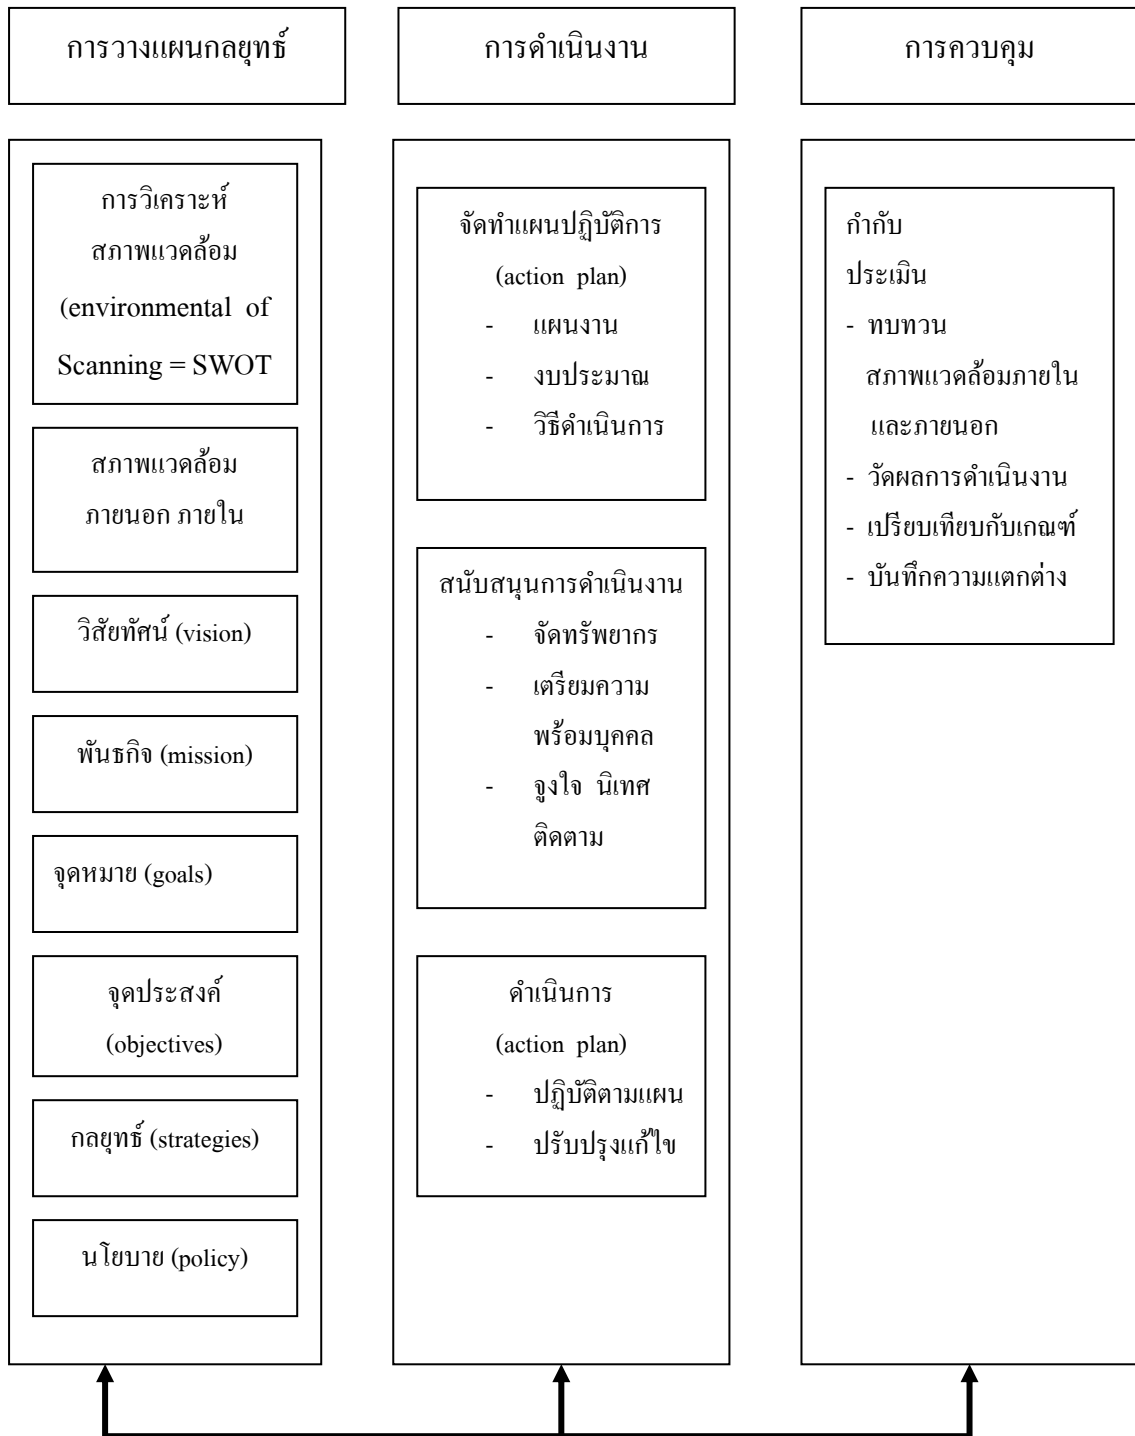 การวางแผนกลยุทธ์
การดำเนินงาน
การควบคุม
การวิเคราะห์
สภาพแวดล้อม
(environmental of
Scanning = SWOT
สภาพแวดล้อม
ภายนอก ภายใน
วิสัยทัศน์ (vision)
พันธกิจ (mission)
จุดหมาย (goals)
จุดประสงค์
(objectives)
กลยุทธ์ (strategies)
นโยบาย (policy)
จัดทำแผนปฏิบัติการ
(action plan)
- แผนงาน
- งบประมาณ
- วิธีดำเนินการ
สนับสนุนการดำเนินงาน
- จัดทรัพยากร
- เตรียมความ
พร้อมบุคคล
- จูงใจ นิเทศ
ติดตาม
ดำเนินการ
(action plan)
- ปฏิบัติตามแผน
- ปรับปรุงแก้ไข
กำกับ
ประเมิน
- ทบทวน
สภาพแวดล้อมภายใน
และภายนอก
- วัดผลการดำเนินงาน
- เปรียบเทียบกับเกณฑ์
- บันทึกความแตกต่าง